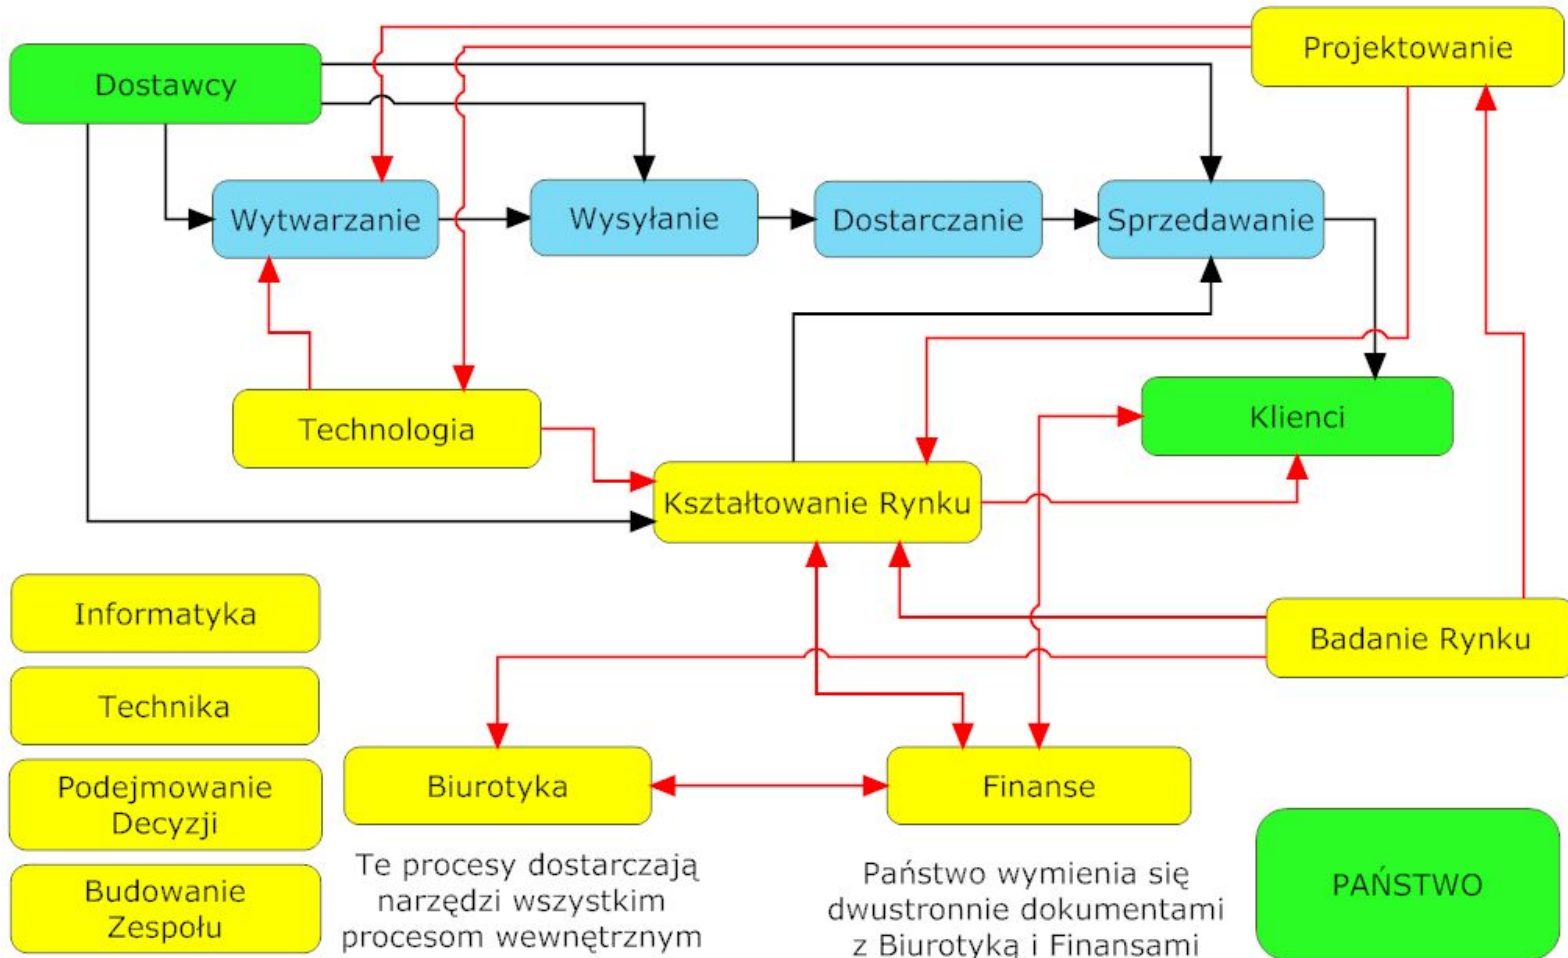 Dostawcy
Projektowanie
Wytwarzanie
Wysyłanie
Dostarczanie
Sprzedawanie
Technologia
Klienci
Kształtowanie Rynku
Informatyka
Badanie Rynku
Technika
Podejmowanie
Decyzji
Biurotyka
Finanse
Budowanie
Zespołu
Te procesy dostarczają
narzędzi wszystkim
procesom wewnętrznym
Państwo wymienia się
dwustronnie dokumentami
z Biurotyką i Finansami
PAŃSTWO